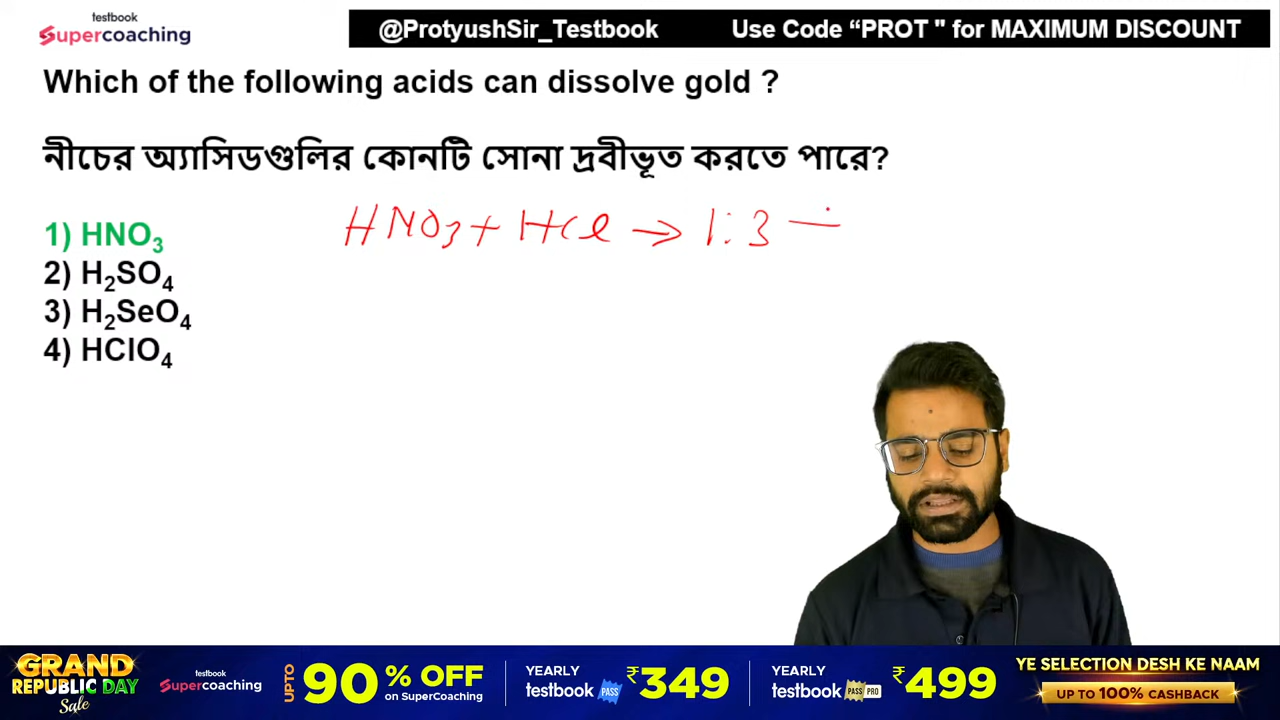 testbook
Supercoaching
@ProtyushSir_Testbook Use Code “PROT " for MAXIMUM DISCOUNT
Which of the following acids can dissolve gold ?
নীচের অ্যাসিডগুলির কোনটি সোনা দ্রবীভূত করতে পারে?
HNO3 + HCl → 1:3 —
1) HNO₃
2) H₂SO₄
3) H₂SeO₄
4) HClO₄
GRAND
REPUBLIC DAY
Sale
testbook
Supercoaching
UPTO 90 % OFF
on SuperCoaching
YEARLY
testbook PASS
₹349
YEARLY
testbook PASS PRO
₹499
YE SELECTION DESH KE NAAM
UP TO 100% CASHBACK